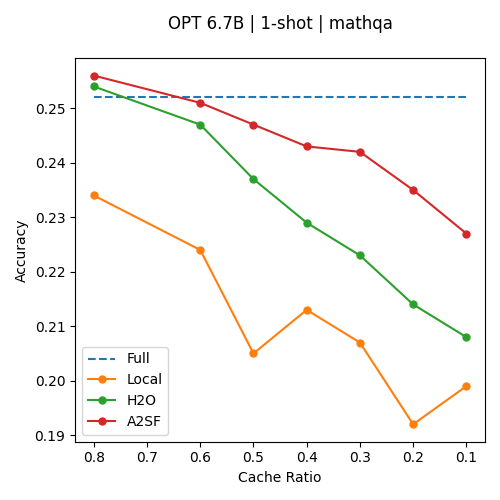 OPT 6.7B | 1-shot | mathqa
Accuracy
0.25
0.24
0.23
0.22
0.21
0.20
0.19
Full
Local
H2O
A2SF
0.8 0.7 0.6 0.5 0.4 0.3 0.2 0.1
Cache Ratio